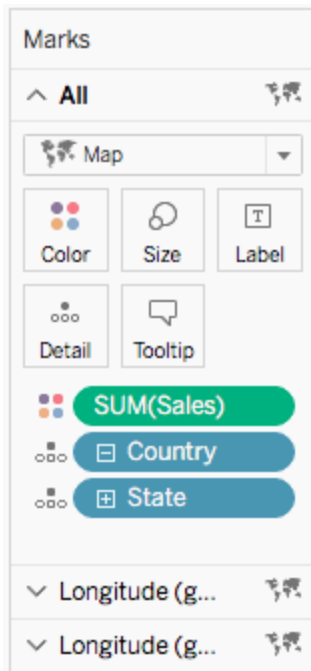 Marks
All
Map
Color Size Label
Detail Tooltip
SUM(Sales)
Country
State
Longitude (g...
Longitude (g...